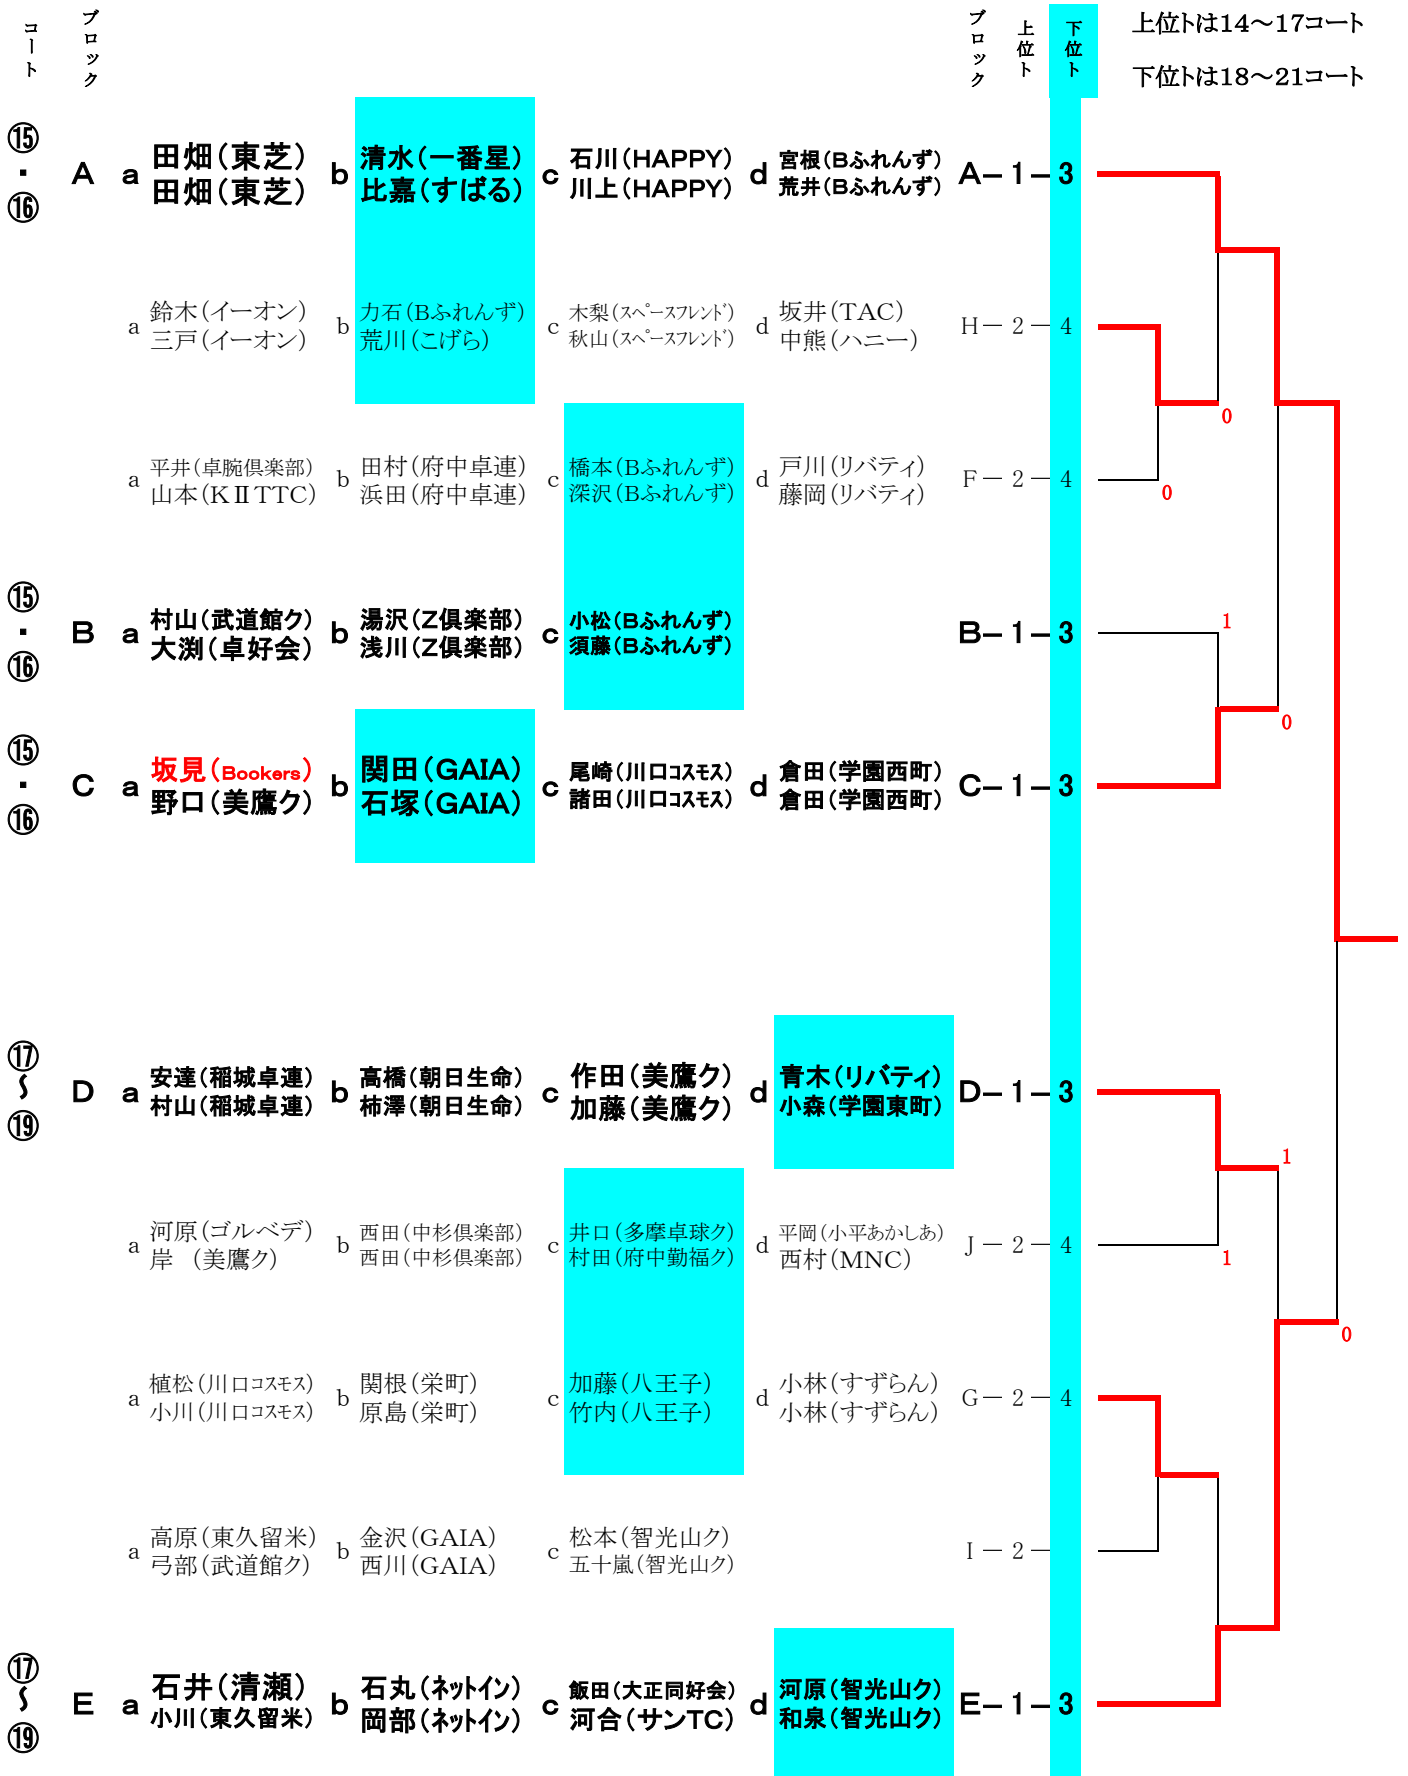 コート ブロック ブロック 上位ト 下位ト 上位トは14～17コート
下位トは18～21コート
⑮・⑯ A a 田畑(東芝) b 清水(一番星) c 石川(HAPPY) d 宮根(Bふれんず) A－1－3
田畑(東芝) 比嘉(すばる) 川上(HAPPY) 荒井(Bふれんず)
a 鈴木(イーオン) b 力石(Bふれんず) c 木梨(スペースフレンド) d 坂井(TAC) H－2－4
三戸(イーオン) 荒川(こげら) 秋山(スペースフレンド) 中熊(ハニー)
0
a 平井(卓腕倶楽部) b 田村(府中卓連) c 橋本(Bふれんず) d 戸川(リバティ) F－2－4
山本(KⅡTTC) 浜田(府中卓連) 深沢(Bふれんず) 藤岡(リバティ)
0
⑮・⑯ B a 村山(武道館ク) b 湯沢(Z俱楽部) c 小松(Bふれんず) B－1－3 1
大渕(卓好会) 浅川(Z俱楽部) 須藤(Bふれんず)
0
⑮・⑯ C a 坂見(Bookers) b 関田(GAIA) c 尾崎(川口コスモス) d 倉田(学園西町) C－1－3
野口(美鷹ク) 石塚(GAIA) 諸田(川口コスモス) 倉田(学園西町)
⑰～⑲ D a 安達(稲城卓連) b 高橋(朝日生命) c 作田(美鷹ク) d 青木(リバティ) D－1－3
村山(稲城卓連) 柿澤(朝日生命) 加藤(美鷹ク) 小森(学園東町)
1
a 河原(ゴルベデ) b 西田(中杉倶楽部) c 井口(多摩卓球ク) d 平岡(小平あかしあ) J－2－4
岸 (美鷹ク) 西田(中杉倶楽部) 村田(府中勤福ク) 西村(MNC)
1
0
a 植松(川口コスモス) b 関根(栄町) c 加藤(八王子) d 小林(すずらん) G－2－4
小川(川口コスモス) 原島(栄町) 竹内(八王子) 小林(すずらん)
a 高原(東久留米) b 金沢(GAIA) c 松本(智光山ク) I－2－
弓部(武道館ク) 西川(GAIA) 五十嵐(智光山ク)
⑰～⑲ E a 石井(清瀬) b 石丸(ネットイン) c 飯田(大正同好会) d 河原(智光山ク) E－1－3
小川(東久留米) 岡部(ネットイン) 河合(サンTC) 和泉(智光山ク)